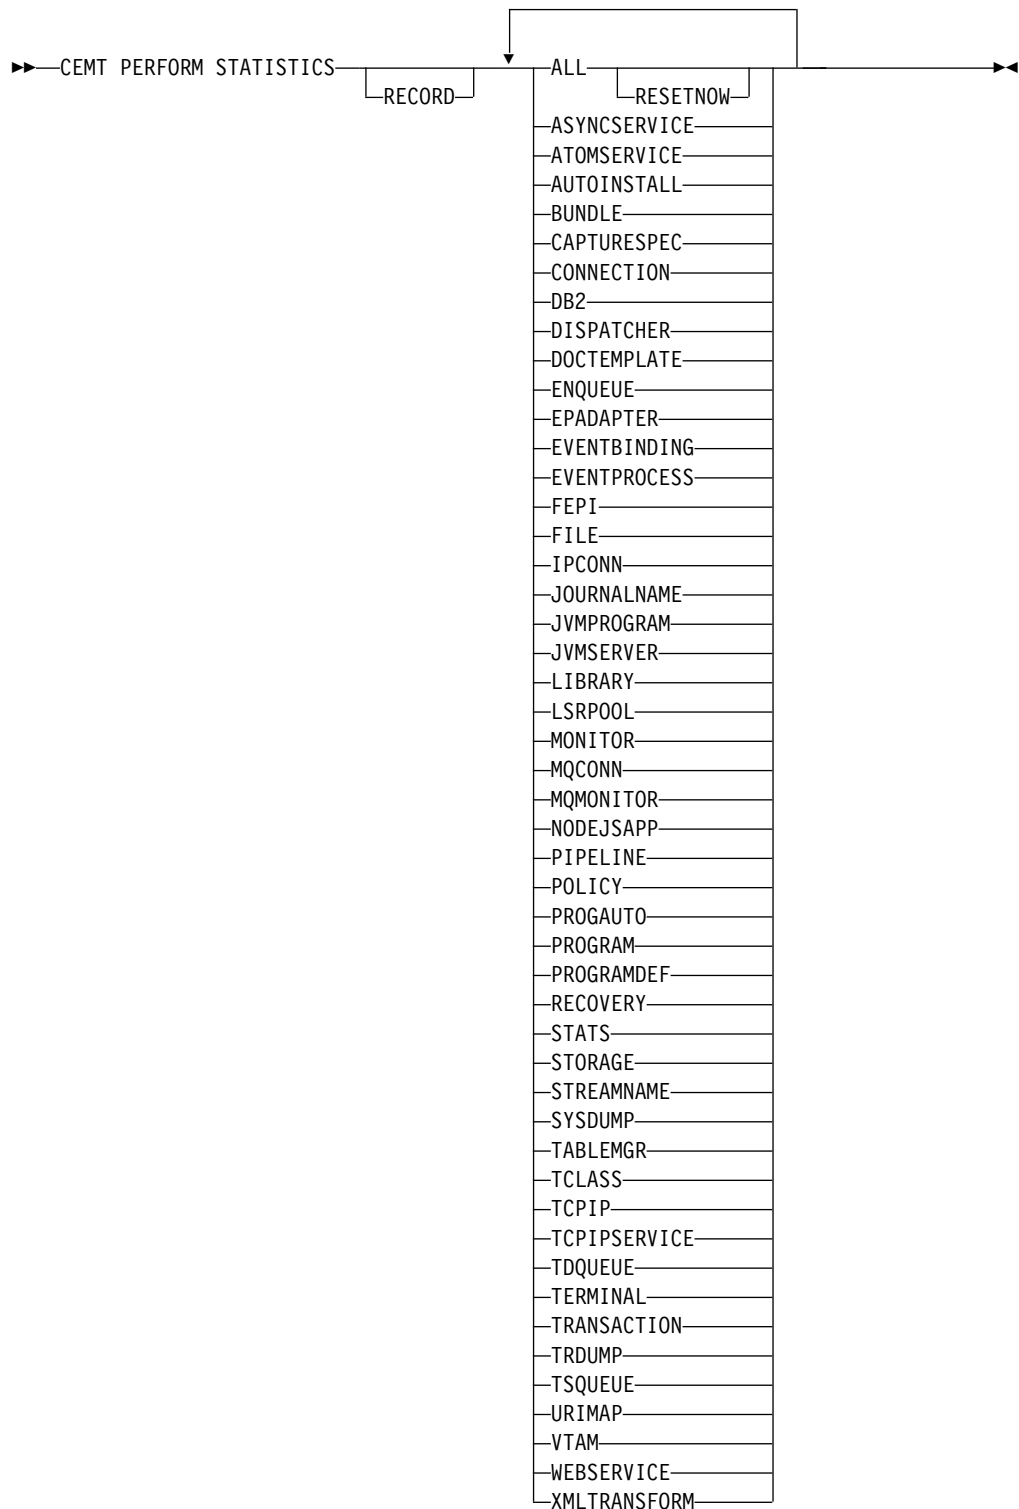 CEMT PERFORM STATISTICS ALL
RECORD RESETNOW
ASYNCSERVICE
ATOMSERVICE
AUTOINSTALL
BUNDLE
CAPTURESPEC
CONNECTION
DB2
DISPATCHER
DOCTEMPLATE
ENQUEUE
EPADAPTER
EVENTBINDING
EVENTPROCESS
FEPI
FILE
IPCONN
JOURNALNAME
JVMPROGRAM
JVMSERVER
LIBRARY
LSRPOOL
MONITOR
MQCONN
MQMONITOR
NODEJSAPP
PIPELINE
POLICY
PROGAUTO
PROGRAM
PROGRAMDEF
RECOVERY
STATS
STORAGE
STREAMNAME
SYSDUMP
TABLEMGR
TCLASS
TCPIP
TCPIPSERVICE
TDQUEUE
TERMINAL
TRANSACTION
TRDUMP
TSQUEUE
URIMAP
VTAM
WEBSERVICE
XMLTRANSFORM